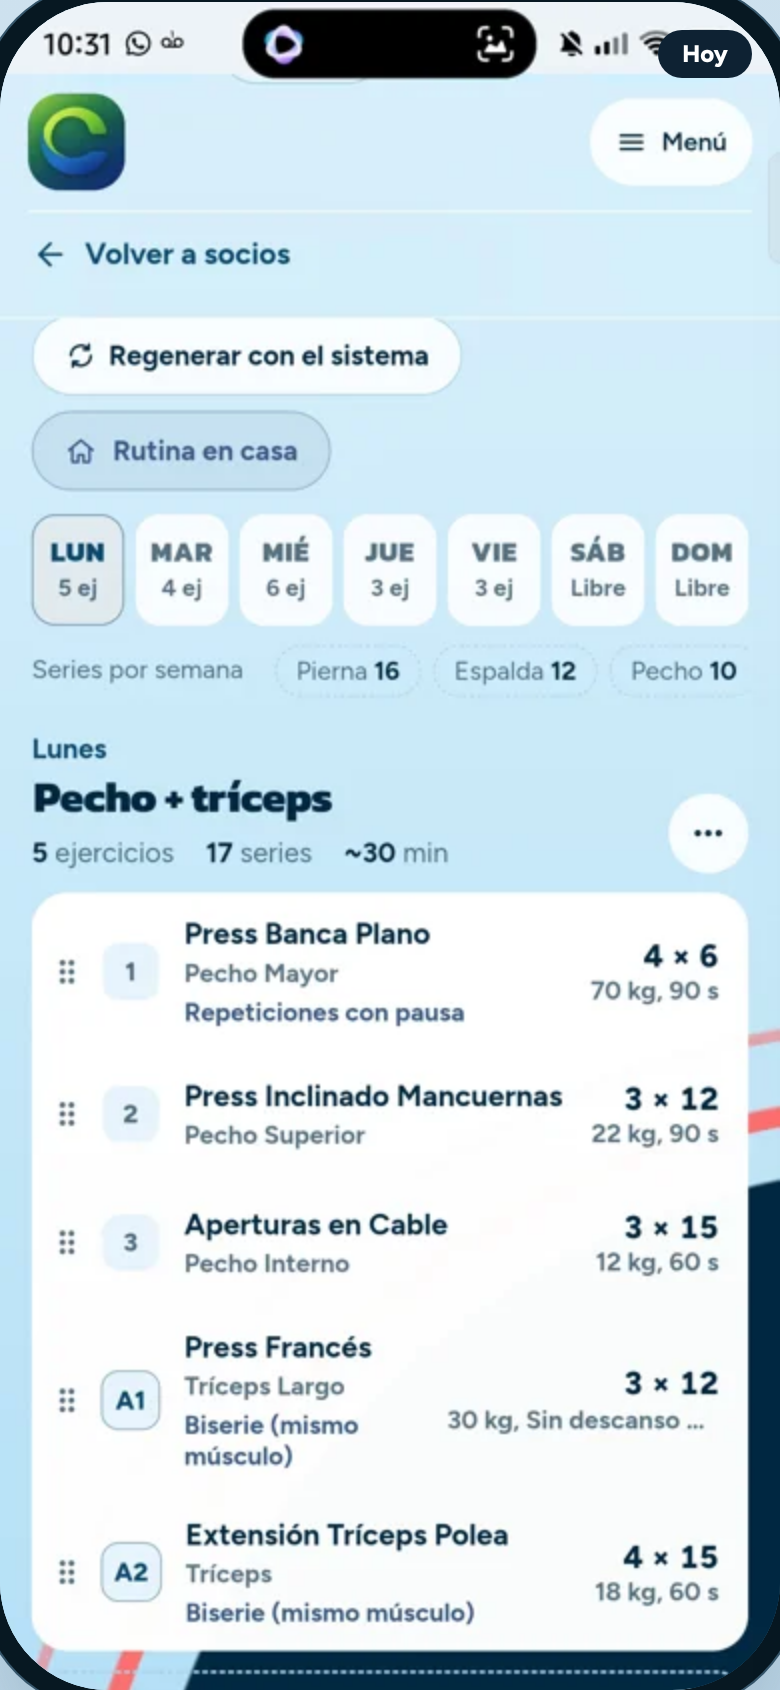 10:31
Hoy
Menú
Volver a socios
Regenerar con el sistema
Rutina en casa
LUN MAR MIÉ JUE VIE SÁB DOM
5 ej 4 ej 6 ej 3 ej 3 ej Libre Libre
Series por semana Pierna 16 Espalda 12 Pecho 10
Lunes
Pecho + tríceps
5 ejercicios 17 series ~30 min
1 Press Banca Plano 4 × 6
Pecho Mayor 70 kg, 90 s
Repeticiones con pausa
2 Press Inclinado Mancuernas 3 × 12
Pecho Superior 22 kg, 90 s
3 Aperturas en Cable 3 × 15
Pecho Interno 12 kg, 60 s
A1 Press Francés 3 × 12
Tríceps Largo
Biserie (mismo 30 kg, Sin descanso ...
músculo)
A2 Extensión Tríceps Polea 4 × 15
Tríceps 18 kg, 60 s
Biserie (mismo músculo)